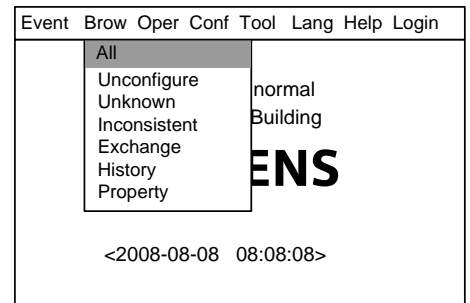 Event Brow Oper Conf Tool Lang Help Login
All
Unconfigure
Unknown
Inconsistent
Exchange
History
Property
normal
Building
ENS
<2008-08-08 08:08:08>